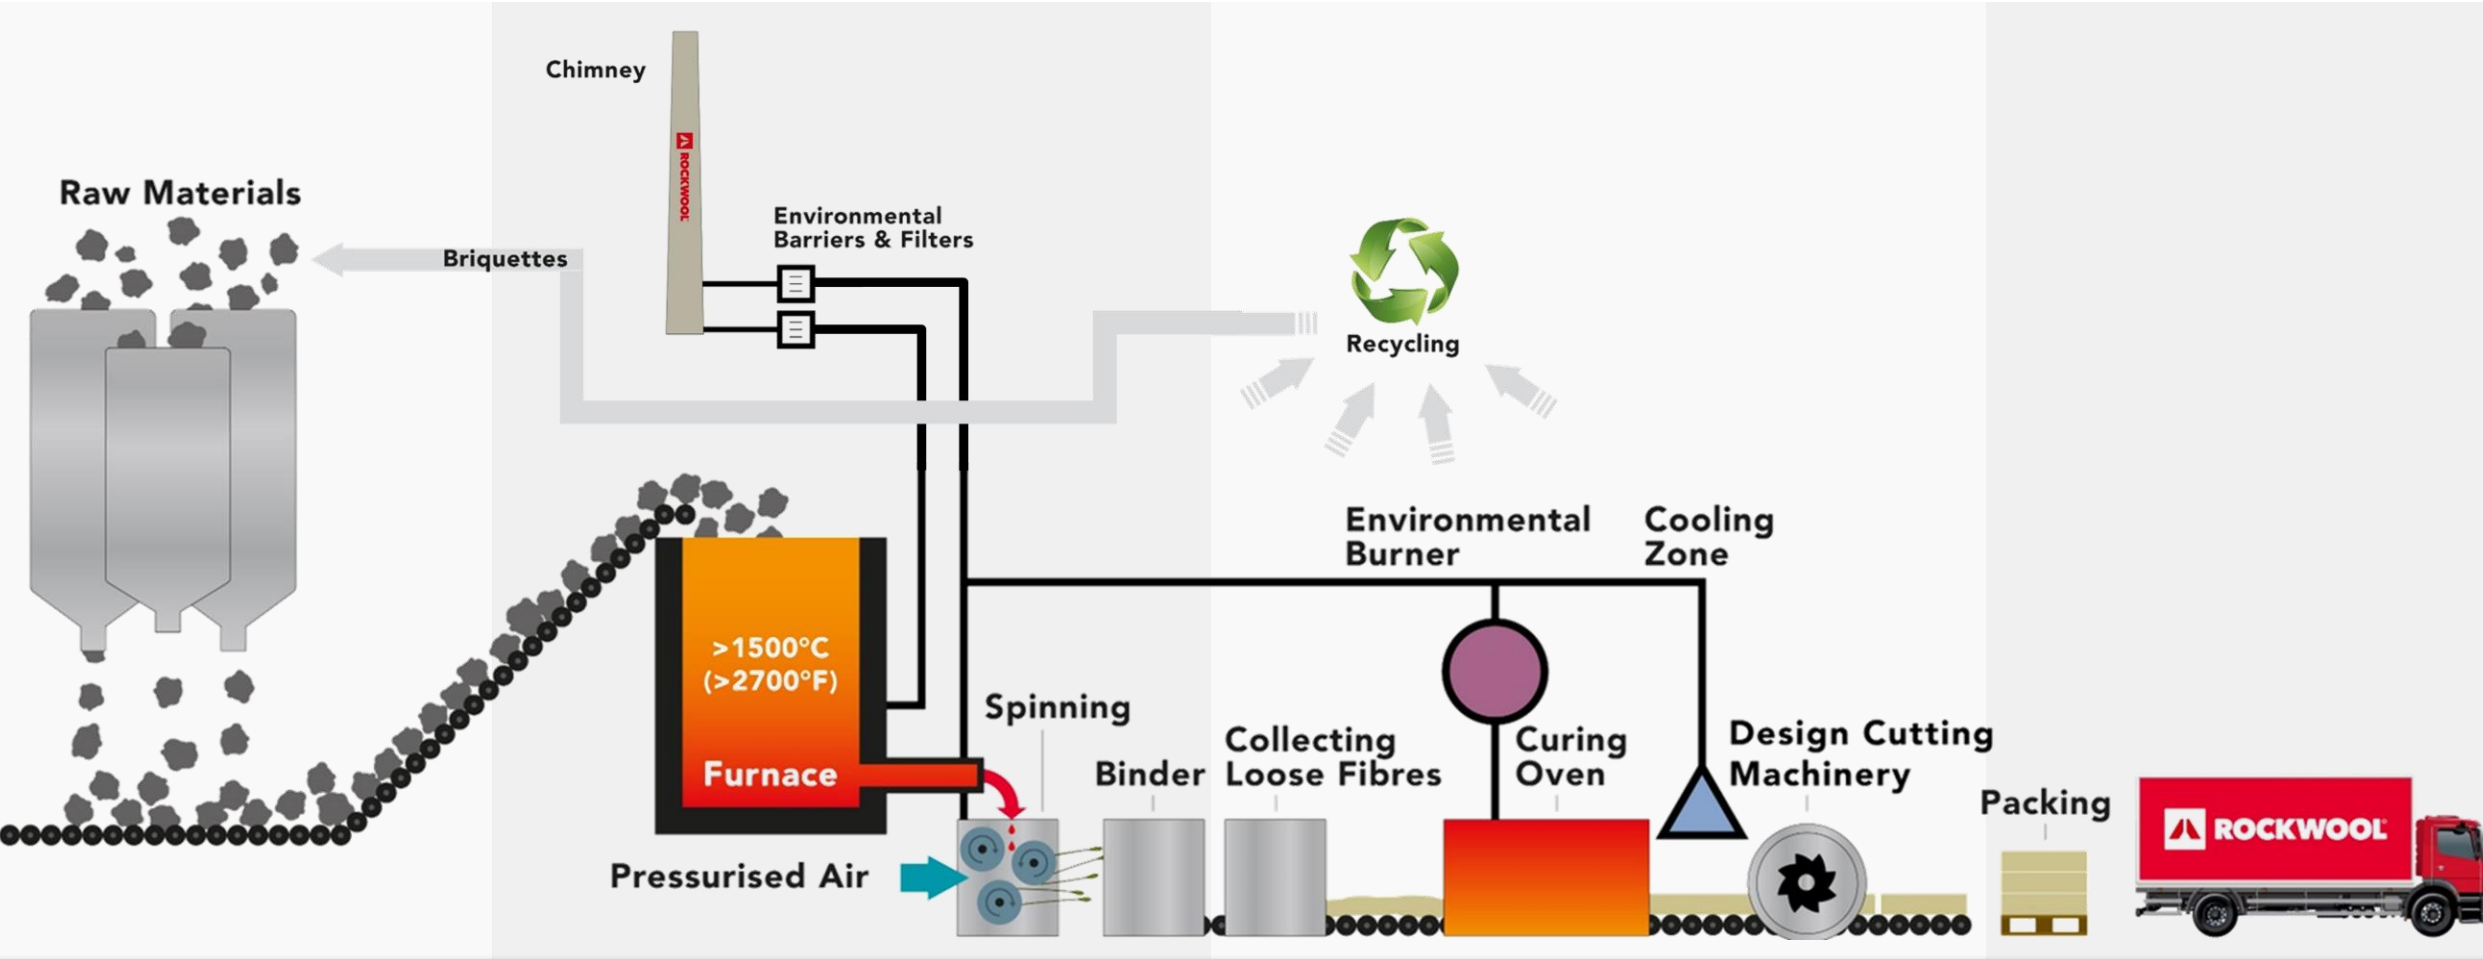 Chimney
ROCKWOOL
Raw Materials
Environmental
Barriers & Filters
Briquettes
Recycling
Environmental
Burner
Cooling
Zone
>1500°C
(>2700°F)
Furnace
Spinning
Binder
Collecting
Loose Fibres
Curing
Oven
Design Cutting
Machinery
Packing
Pressurised Air
ROCKWOOL